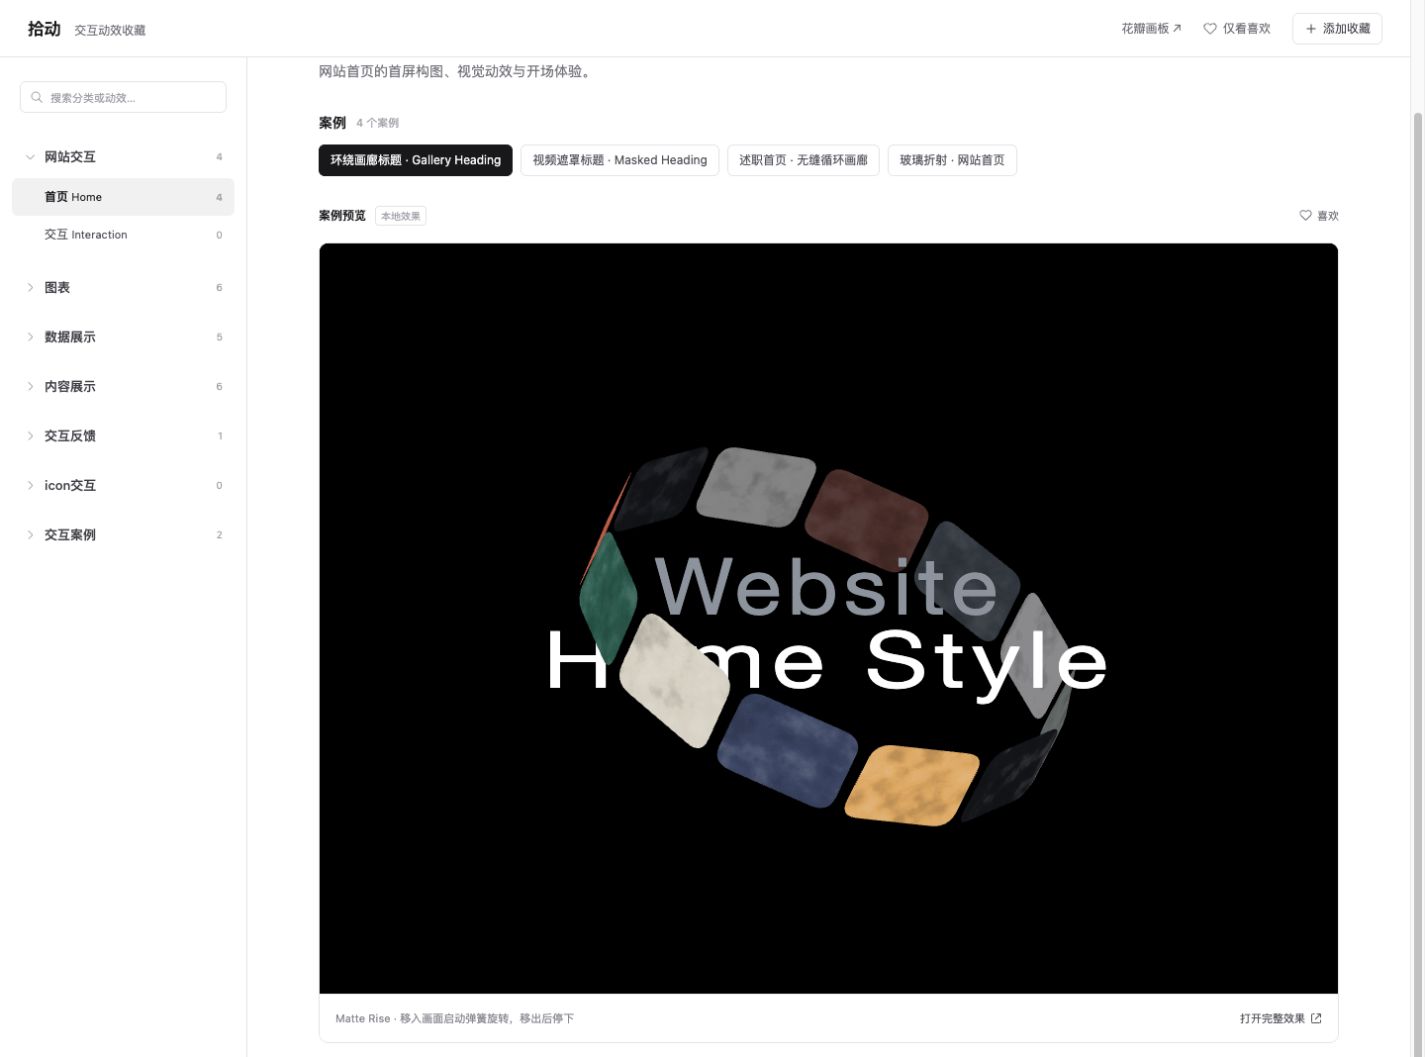 拾动 交互动效收藏 花瓣画板 仅看喜欢 添加收藏
搜索分类或动效...
网站交互 4
首页 Home 4
交互 Interaction 0
图表 6
数据展示 5
内容展示 6
交互反馈 1
icon交互 0
交互案例 2
网站首页的首屏构图、视觉动效与开场体验。
案例 4 个案例
环绕画廊标题 · Gallery Heading 视频遮罩标题 · Masked Heading 述职首页 · 无缝循环画廊 玻璃折射 · 网站首页
案例预览 本地效果 喜欢
Website
Home Style
Matte Rise · 移入画面启动弹簧旋转，移出后停下 打开完整效果